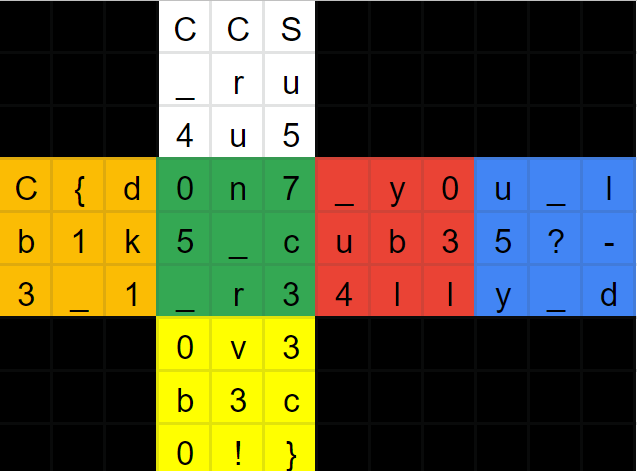 C C S
_ r u
4 u 5
C { d 0 n 7 _ y 0 u _ l
b 1 k 5 _ c u b 3 5 ? -
3 _ 1 _ r 3 4 l l y _ d
0 v 3
b 3 c
0 ! }